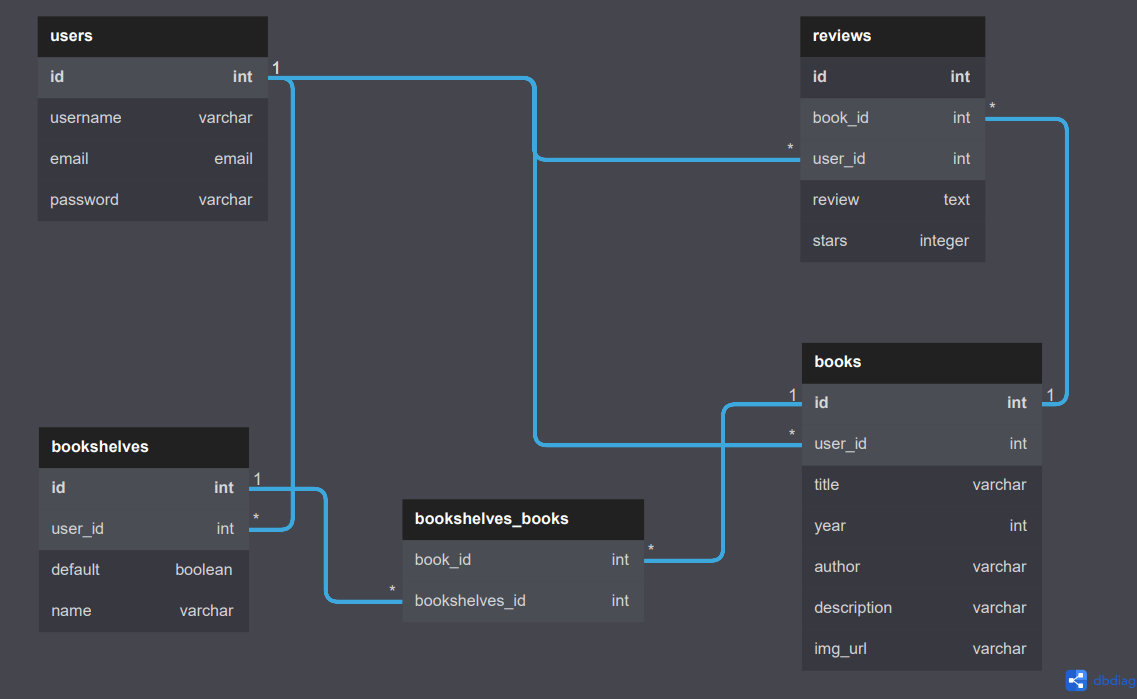 users
id int
username varchar
email email
password varchar
1
reviews
id int
book_id int
user_id int
review text
stars integer
*
*
books
id int
user_id int
title varchar
year int
author varchar
description varchar
img_url varchar
1
1
*
bookshelves
id int
user_id int
default boolean
name varchar
1
*
bookshelves_books
book_id int
bookshelves_id int
*
*
dbdiag